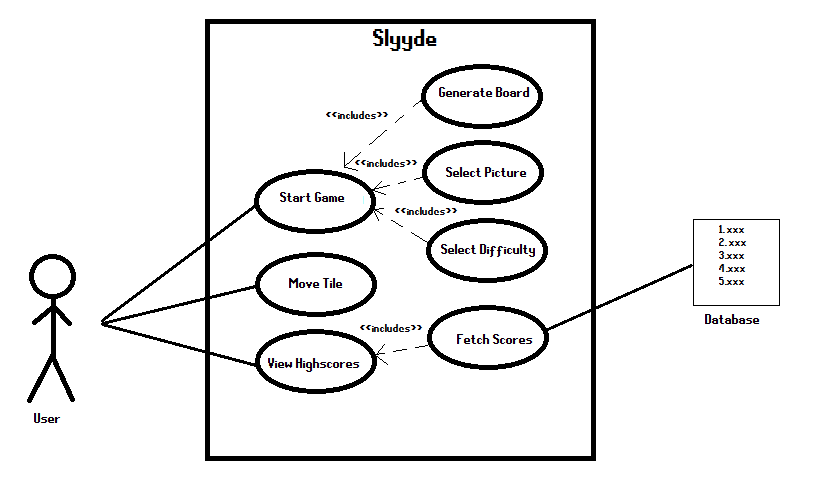 Slyyde
Generate Board
<<includes>>
<<includes>>
Select Picture
Start Game
<<includes>>
Select Difficulty
Move Tile
<<includes>>
Fetch Scores
View Highscores
User
1.xxx
2.xxx
3.xxx
4.xxx
5.xxx
Database